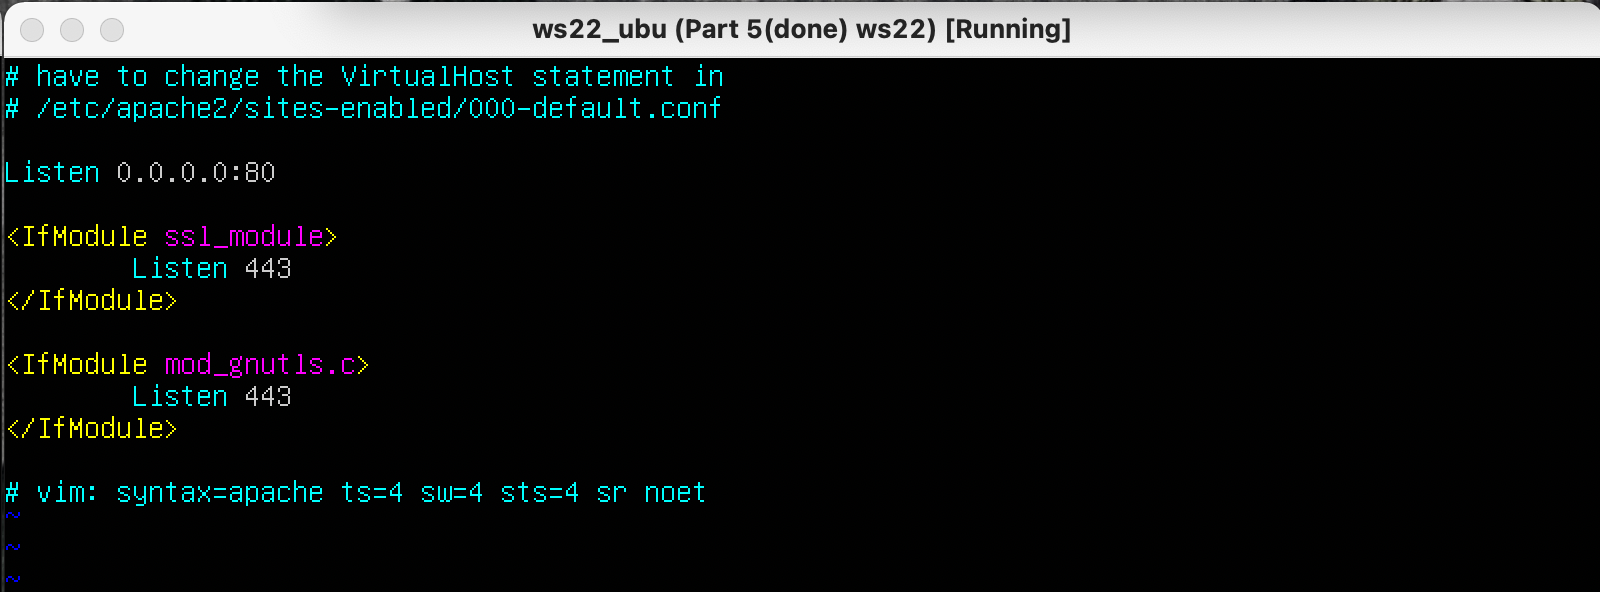 ws22_ubu (Part 5(done) ws22) [Running]
# have to change the VirtualHost statement in
# /etc/apache2/sites-enabled/000-default.conf
Listen 0.0.0.0:80
<IfModule ssl_module>
Listen 443
</IfModule>
<IfModule mod_gnutls.c>
Listen 443
</IfModule>
# vim: syntax=apache ts=4 sw=4 sts=4 sr noet
~
~
~